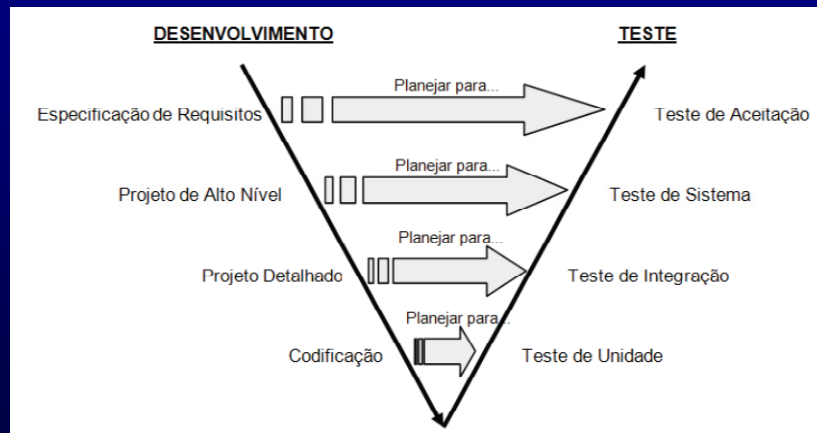 DESENVOLVIMENTO
TESTE
Planejar para...
Especificação de Requisitos
Teste de Aceitação
Planejar para...
Projeto de Alto Nível
Teste de Sistema
Planejar para...
Projeto Detalhado
Teste de Integração
Planejar para...
Codificação
Teste de Unidade